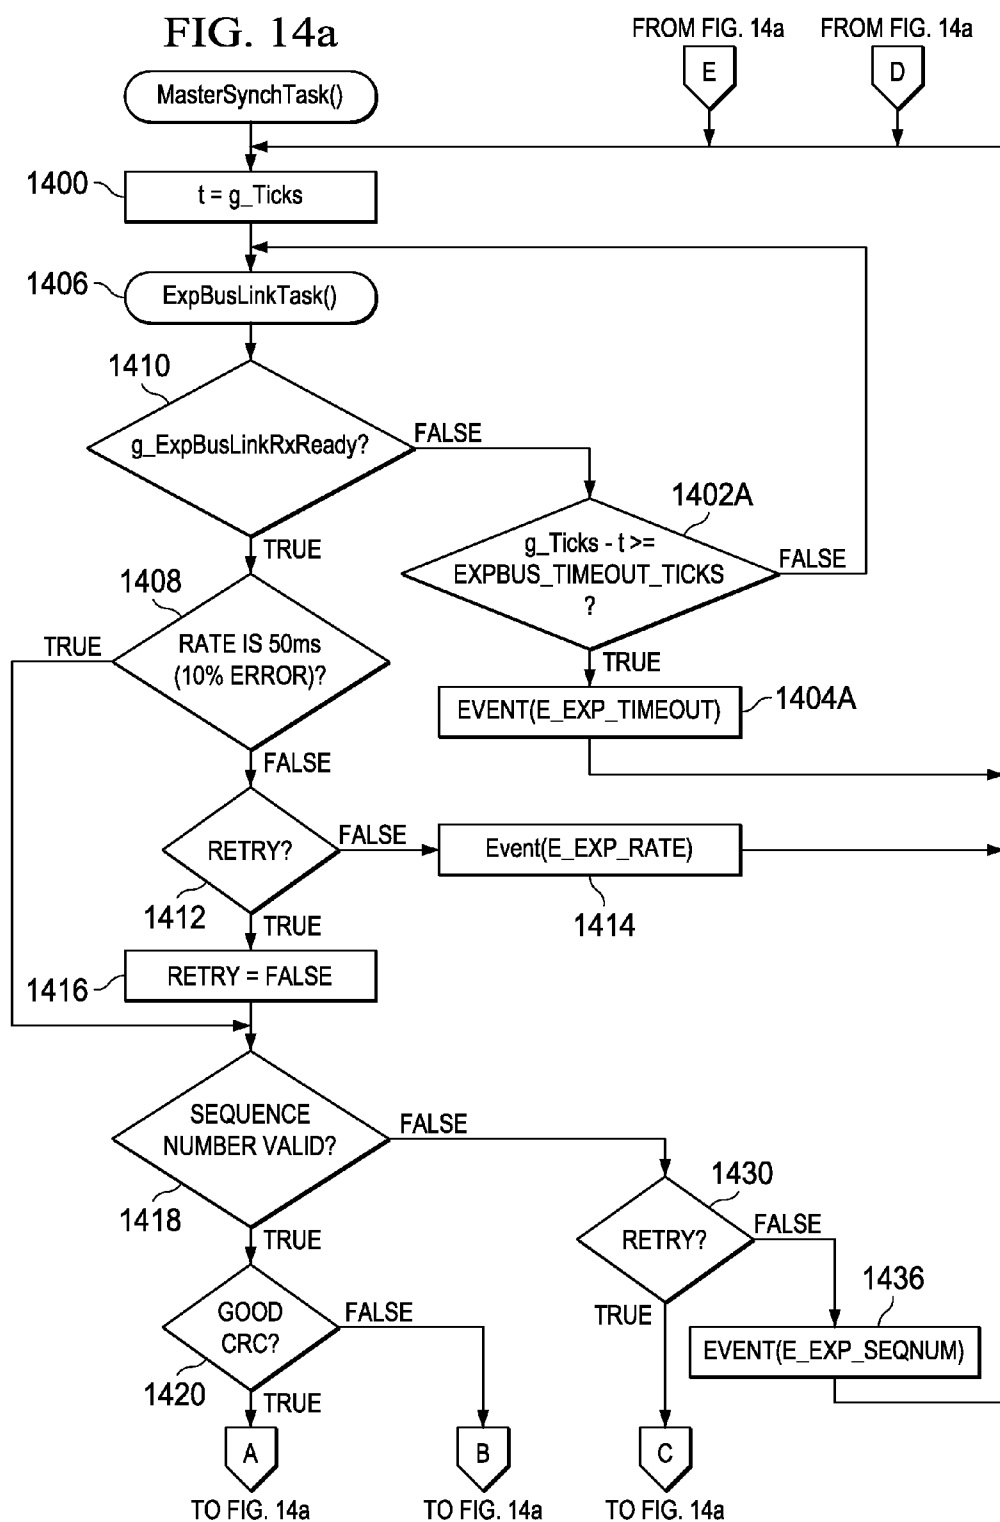 FIG. 14a
FROM FIG. 14a
FROM FIG. 14a
E
D
MasterSynchTask()
1400
t = g_Ticks
1406
ExpBusLinkTask()
1410
g_ExpBusLinkRxReady?
FALSE
TRUE
1402A
g_Ticks - t >=
EXPBUS_TIMEOUT_TICKS
?
FALSE
TRUE
1408
RATE IS 50ms
(10% ERROR)?
TRUE
FALSE
EVENT(E_EXP_TIMEOUT)
1404A
RETRY?
FALSE
1412
TRUE
Event(E_EXP_RATE)
1414
1416
RETRY = FALSE
SEQUENCE
NUMBER VALID?
FALSE
1418
TRUE
1430
RETRY?
FALSE
TRUE
1436
EVENT(E_EXP_SEQNUM)
GOOD
CRC?
FALSE
1420
TRUE
A
B
C
TO FIG. 14a
TO FIG. 14a
TO FIG. 14a